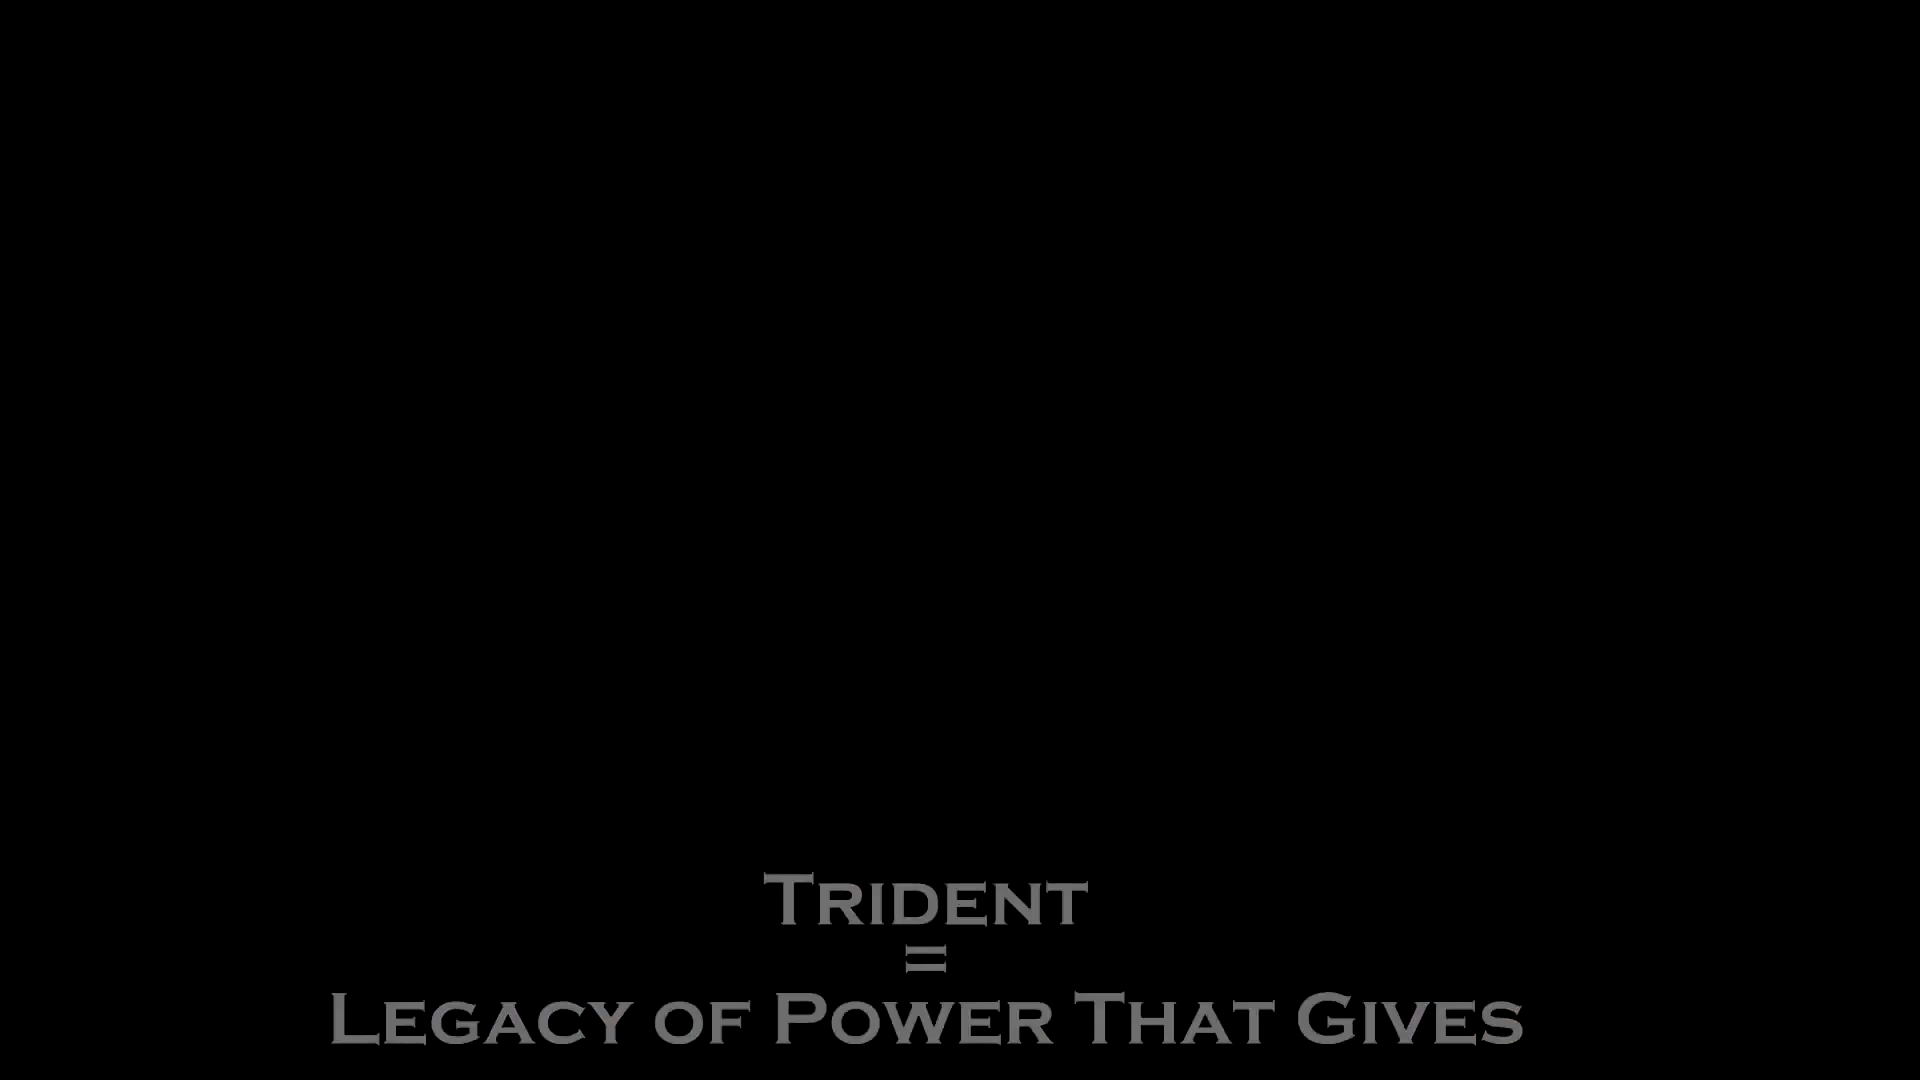 Trident
=
Legacy of Power That Gives